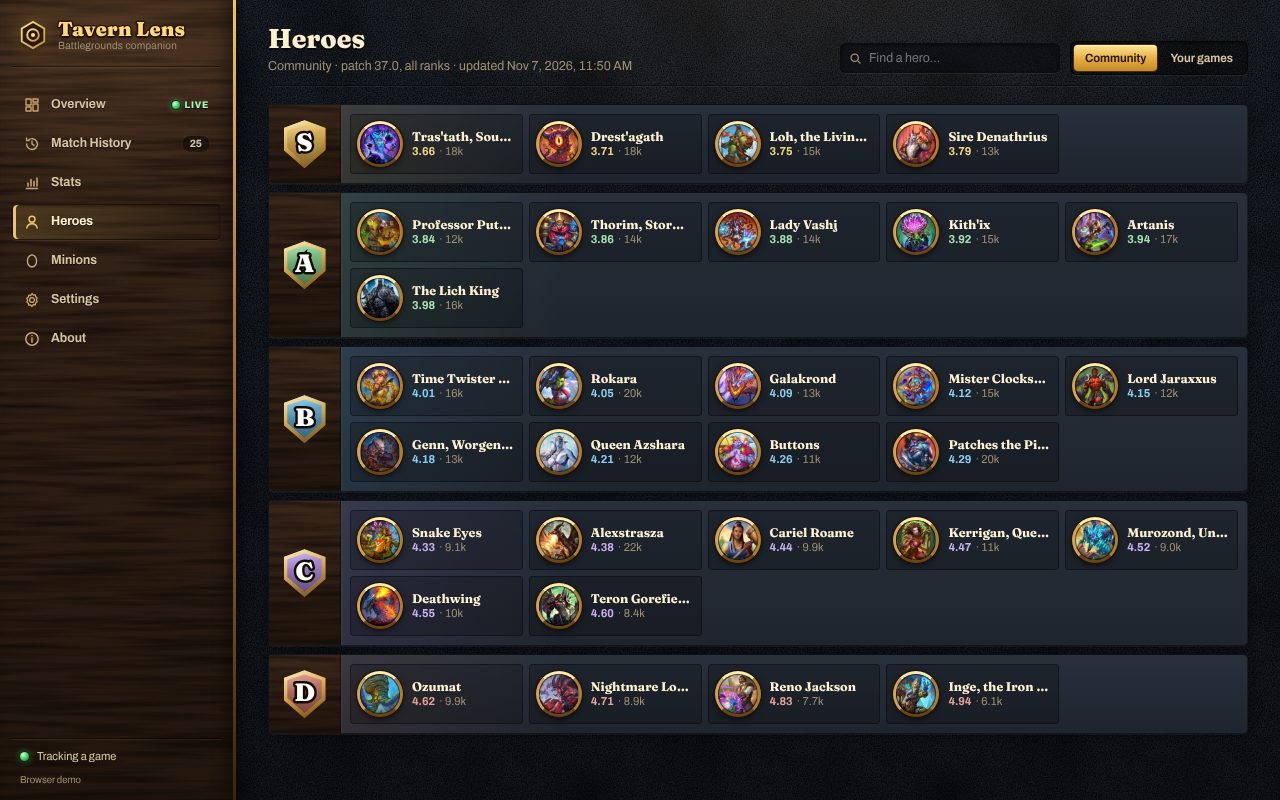 Tavern Lens
Battlegrounds companion
Overview
LIVE
Match History
25
Stats
Heroes
Minions
Settings
About
Tracking a game
Browser demo
Heroes
Community · patch 37.0, all ranks · updated Nov 7, 2026, 11:50 AM
Find a hero...
Community
Your games
S
Tras'tath, Sou...
3.66 · 18k
Drest'agath
3.71 · 18k
Loh, the Livin...
3.75 · 15k
Sire Denathrius
3.79 · 13k
A
Professor Put...
3.84 · 12k
Thorim, Stor...
3.86 · 14k
Lady Vashj
3.88 · 14k
Kith'ix
3.92 · 15k
Artanis
3.94 · 17k
The Lich King
3.98 · 16k
B
Time Twister ...
4.01 · 16k
Rokara
4.05 · 20k
Galakrond
4.09 · 13k
Mister Clocks...
4.12 · 15k
Lord Jaraxxus
4.15 · 12k
Genn, Worgen...
4.18 · 13k
Queen Azshara
4.21 · 12k
Buttons
4.26 · 11k
Patches the Pi...
4.29 · 20k
C
Snake Eyes
4.33 · 9.1k
Alexstrasza
4.38 · 22k
Cariel Roame
4.44 · 9.9k
Kerrigan, Que...
4.47 · 11k
Murozond, Un...
4.52 · 9.0k
Deathwing
4.55 · 10k
Teron Gorefie...
4.60 · 8.4k
D
Ozumat
4.62 · 9.9k
Nightmare Lo...
4.71 · 8.9k
Reno Jackson
4.83 · 7.7k
Inge, the Iron ...
4.94 · 6.1k